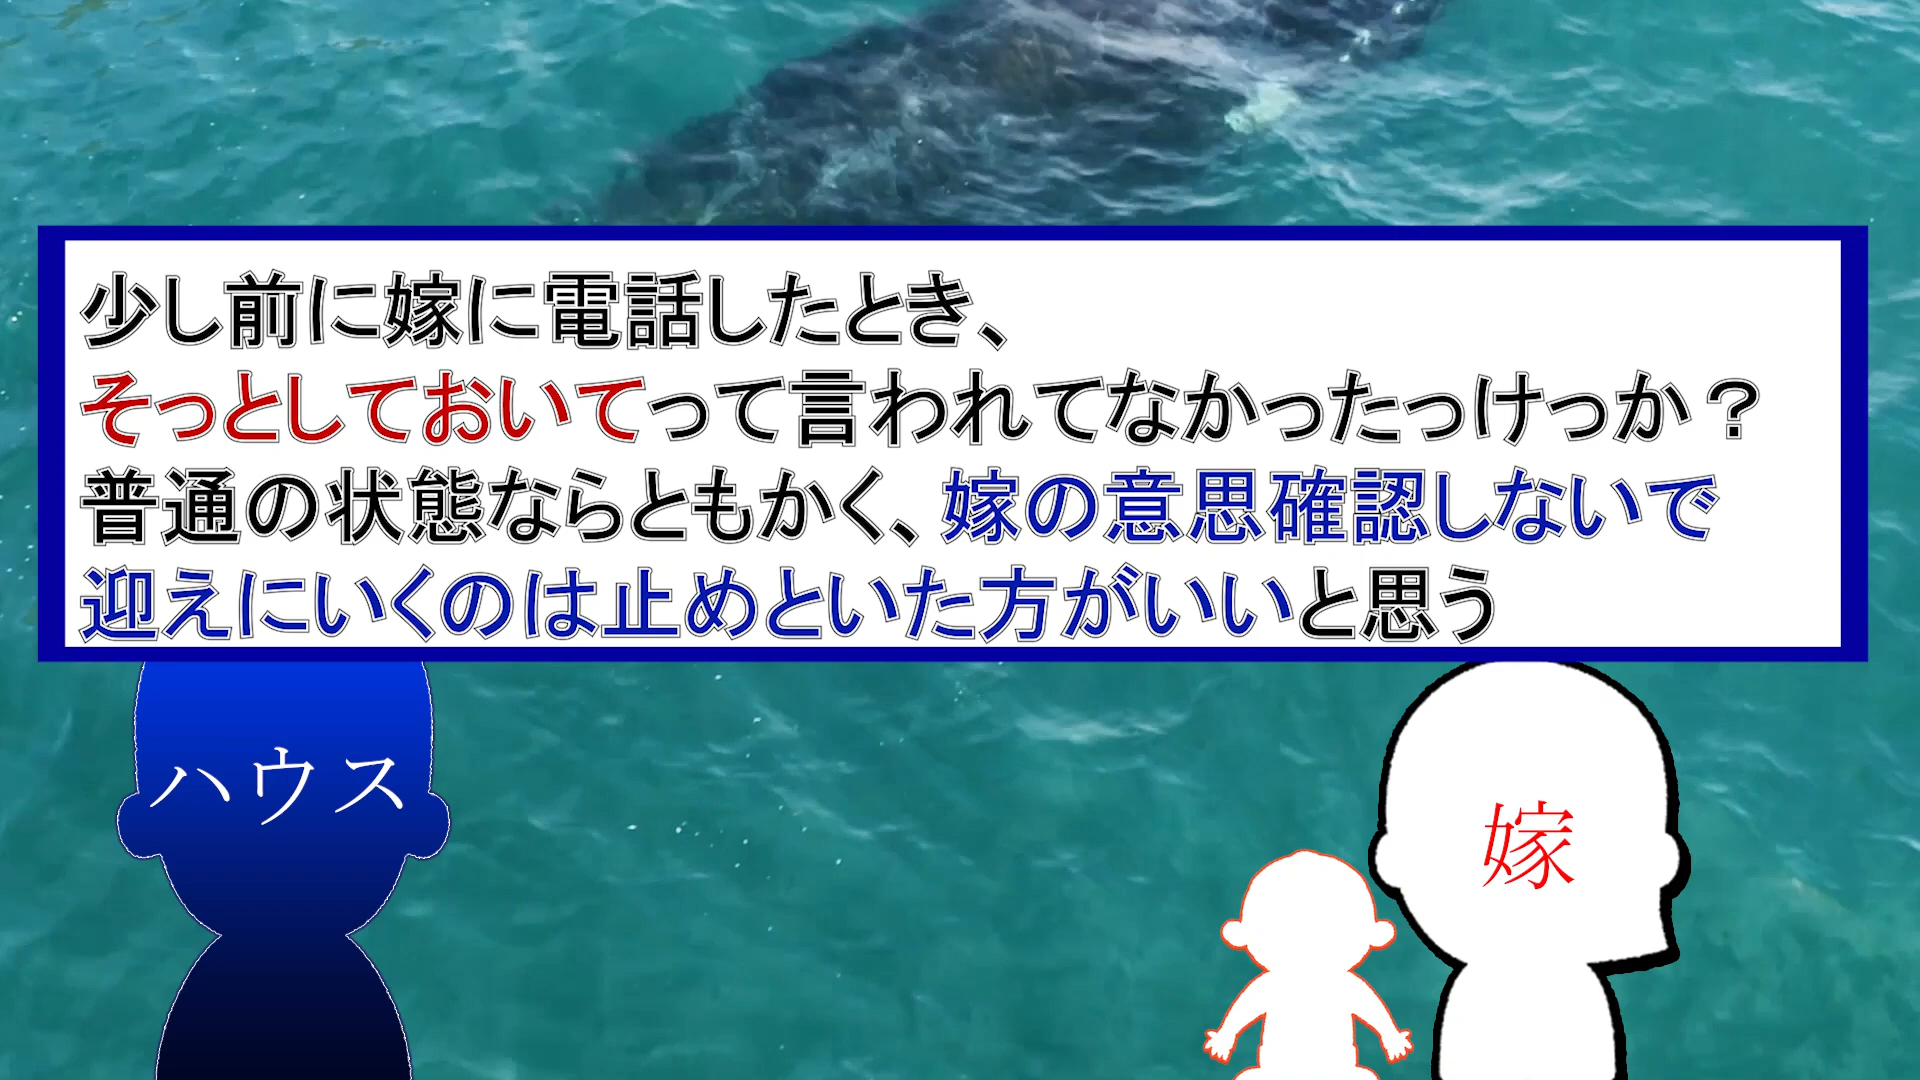 少し前に嫁に電話したとき、
そっとしておいてって言われてなかったっけっか？
普通の状態ならともかく、嫁の意思確認しないで
迎えにいくのは止めといた方がいいと思う
ハウス
嫁